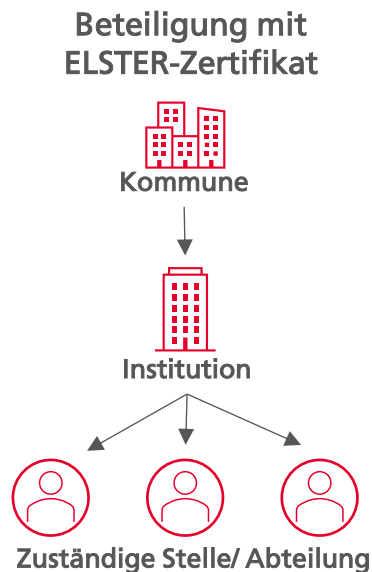 Beteiligung mit
ELSTER-Zertifikat
Kommune
Institution
Zuständige Stelle/ Abteilung